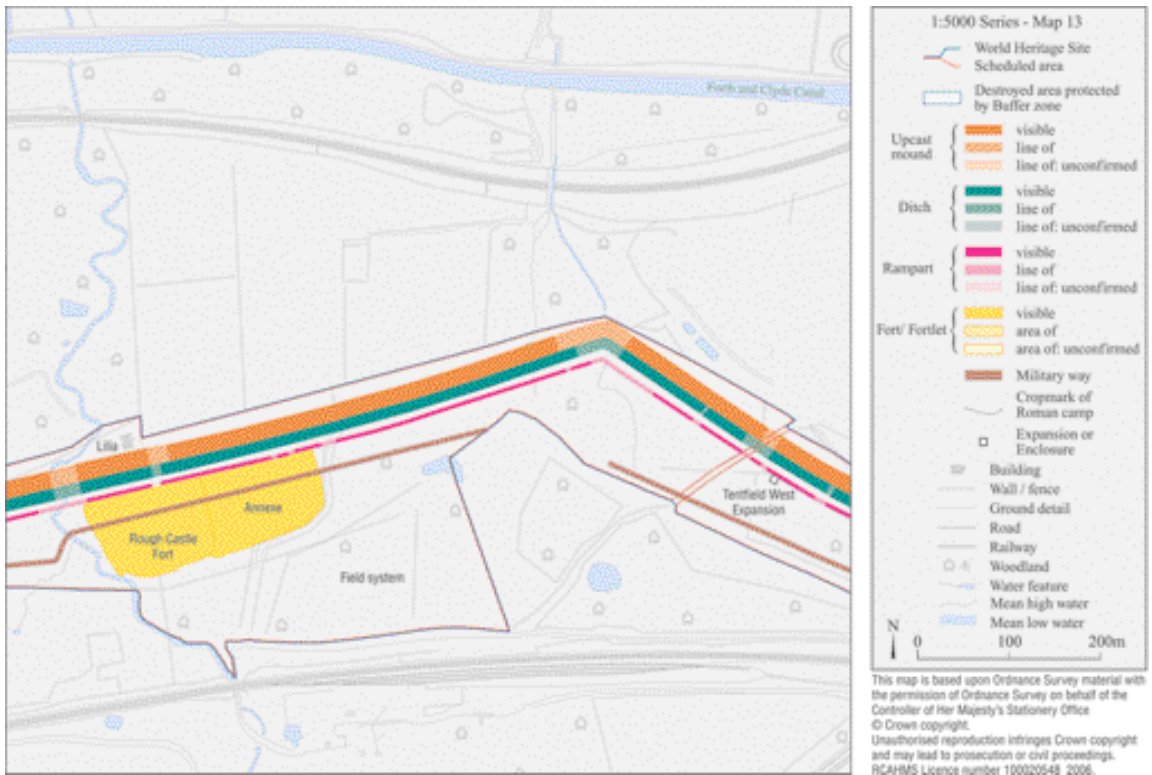 Forth and Clyde Canal
Lilia
Annexe
Rough Castle
Fort
Field system
Tentfield West
Expansion
1:5000 Series - Map 13
World Heritage Site
Scheduled area
Destroyed area protected
by Buffer zone
Upcast
mound
visible
line of
line of: unconfirmed
Ditch
visible
line of
line of: unconfirmed
Rampart
visible
line of
line of: unconfirmed
Fort/ Fortlet
visible
area of
area of: unconfirmed
Military way
Cropmark of
Roman camp
Expansion or
Enclosure
Building
Wall / fence
Ground detail
Road
Railway
Woodland
Water feature
Mean high water
Mean low water
N
0 100 200m
This map is based upon Ordnance Survey material with
the permission of Ordnance Survey on behalf of the
Controller of Her Majesty's Stationery Office
© Crown copyright.
Unauthorised reproduction infringes Crown copyright
and may lead to prosecution or civil proceedings.
RCAHMS Licence number 100020548 2006.